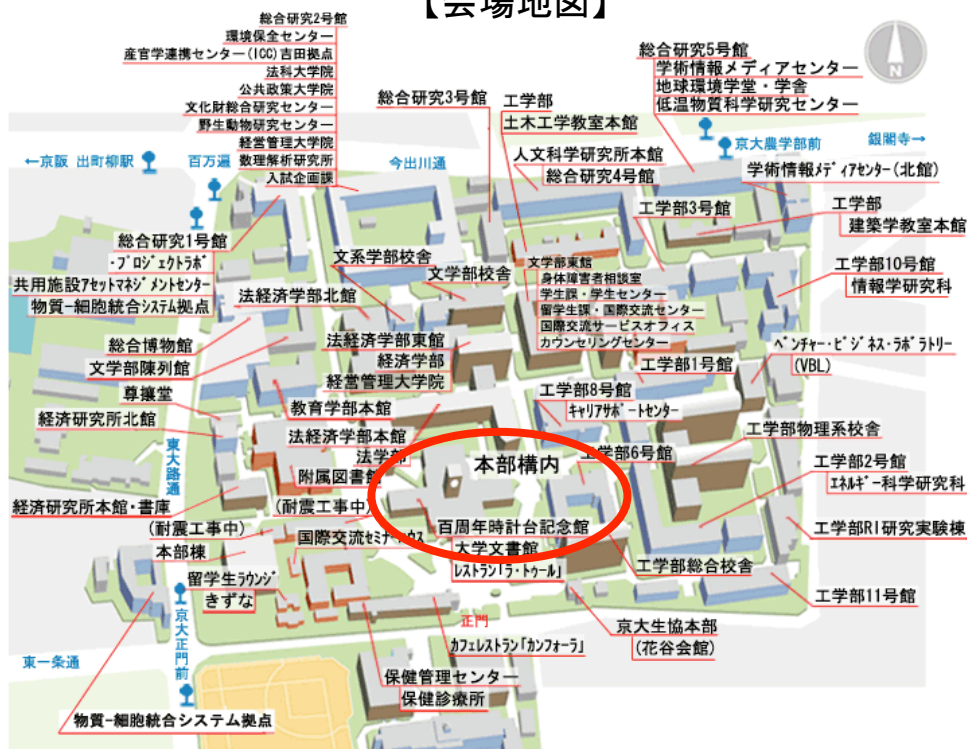 【会場地図】
総合研究2号館
環境保全センター
産官学連携センター(ICC)吉田拠点
法科大学院
公共政策大学院
文化財総合研究センター
野生動物研究センター
経営管理大学院
数理解析研究所
入試企画課
総合研究3号館
工学部
土木工学教室本館
人文科学研究所本館
総合研究4号館
総合研究5号館
学術情報メディアセンター
地球環境学堂・学舎
低温物質科学研究センター
N
←京阪 出町柳駅
百万遍
今出川通
京大農学部前
銀閣寺→
学術情報ﾒﾃﾞｨｱｾﾝﾀｰ(北館)
工学部3号館
工学部
建築学教室本館
総合研究1号館
・ﾌﾟﾛｼﾞｪｸﾄﾗﾎﾞ
共用施設ｱｾｯﾄﾏﾈｼﾞﾒﾝﾄｾﾝﾀｰ
物質-細胞統合システム拠点
文系学部校舎
文学部校舎
文学部東館
身体障害者相談室
学生課・学生センター
留学生課・国際交流センター
国際交流サービスオフィス
カウンセリングセンター
工学部10号館
情報学研究科
法経済学部北館
総合博物館
文学部陳列館
法経済学部東館
経済学部
経営管理大学院
ﾍﾞﾝﾁｬｰ・ﾋﾞｼﾞﾈｽ・ﾗﾎﾞﾗﾄﾘｰ
(VBL)
工学部1号館
尊攘堂
教育学部本館
工学部8号館
ｷｬﾘｱｻﾎﾟｰﾄセンター
経済研究所北館
東大路通
法経済学部本館
法学部
工学部物理系校舎
附属図書館
本部構内
工学部6号館
工学部2号館
ｴﾈﾙｷﾞｰ科学研究科
経済研究所本館・書庫
(耐震工事中)
(耐震工事中)
本部棟
国際交流ｾﾐﾅｰﾊｳｽ
百周年時計台記念館
大学文書館
ﾚｽﾄﾗﾝ「ﾗ・ﾄｩｰﾙ」
工学部RI研究実験棟
工学部総合校舎
留学生ﾗｳﾝｼﾞ
きずな
工学部11号館
京大正門前
正門
京大生協本部
(花谷会館)
ｶﾌｪﾚｽﾄﾗﾝ「ｶﾝﾌｫｰﾗ」
東一条通
保健管理センター
保健診療所
物質-細胞統合システム拠点